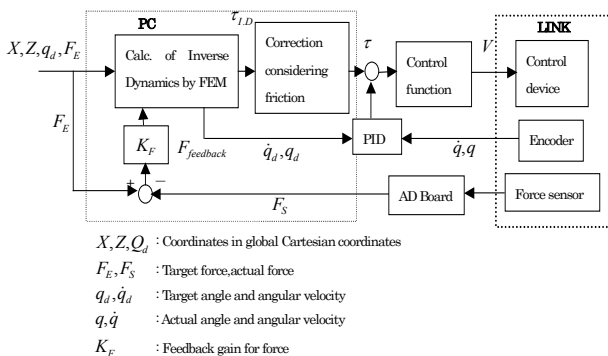 PC
LINK
X, Z, q_d, F_E
Calc. of Inverse
Dynamics by FEM
τ_{I.D}
Correction
considering
friction
τ
Control
function
V
Control
device
F_E
K_F
F_{feedback}
q̇_d, q_d
PID
q̇, q
Encoder
+
−
F_S
AD Board
Force sensor
X, Z, Q_d : Coordinates in global Cartesian coordinates
F_E, F_S : Target force,actual force
q_d, q̇_d : Target angle and angular velocity
q, q̇ : Actual angle and angular velocity
K_F : Feedback gain for force